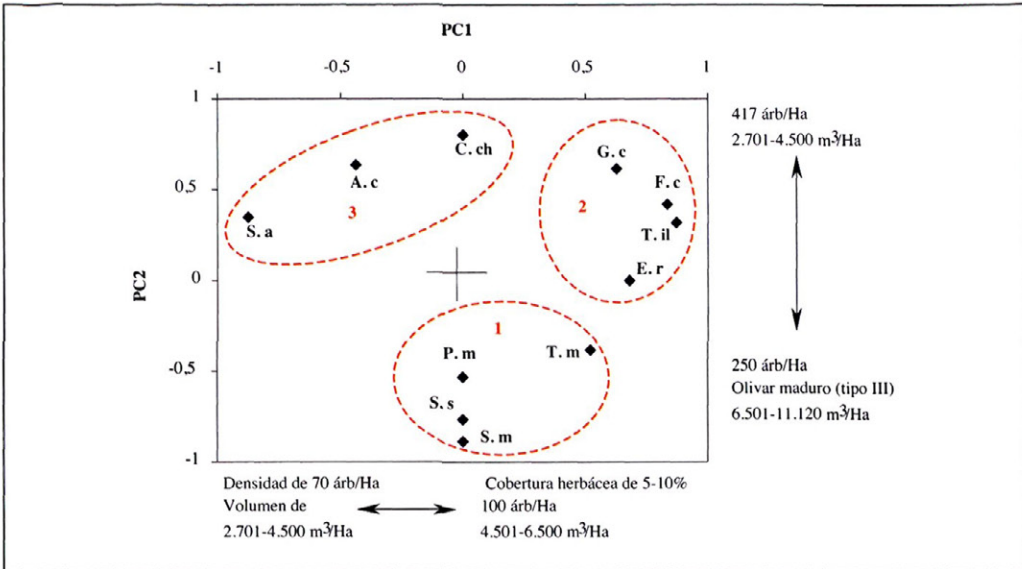 PC1
-1 -0,5 0 0,5 1
1
0.5
0
-0.5
-1
PC2
C. ch
A. c
3
S. a
G. c
F. c
2
T. il
E. r
1
P. m
T. m
S. s
S. m
417 árb/Ha
2.701-4.500 m³/Ha
250 árb/Ha
Olivar maduro (tipo III)
6.501-11.120 m³/Ha
Densidad de 70 árb/Ha
Volumen de
2.701-4.500 m³/Ha
Cobertura herbácea de 5-10%
100 árb/Ha
4.501-6.500 m³/Ha